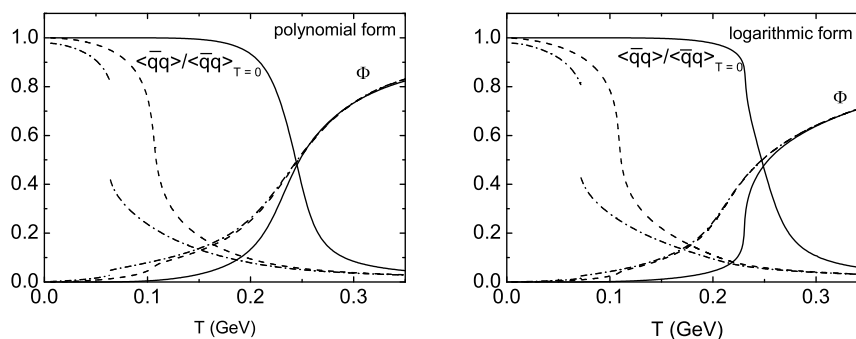 polynomial form
<q̅q>/<q̅q>T = 0
Φ
1.0
0.8
0.6
0.4
0.2
0.0
0.0 0.1 0.2 0.3
T (GeV)
logarithmic form
<q̅q>/<q̅q>T = 0
Φ
1.0
0.8
0.6
0.4
0.2
0.0
0.0 0.1 0.2 0.3
T (GeV)